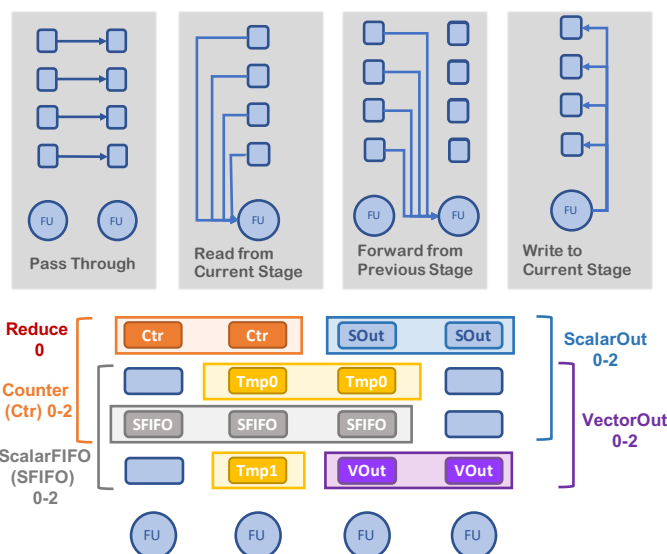 FU
FU
FU
FU
FU
FU
Pass Through
Read from
Current Stage
Forward from
Previous Stage
Write to
Current Stage
Reduce
0
Ctr
Ctr
SOut
SOut
ScalarOut
0-2
Counter
(Ctr) 0-2
Tmp0
Tmp0
VectorOut
0-2
SFIFO
SFIFO
SFIFO
ScalarFIFO
(SFIFO)
0-2
Tmp1
VOut
VOut
FU
FU
FU
FU